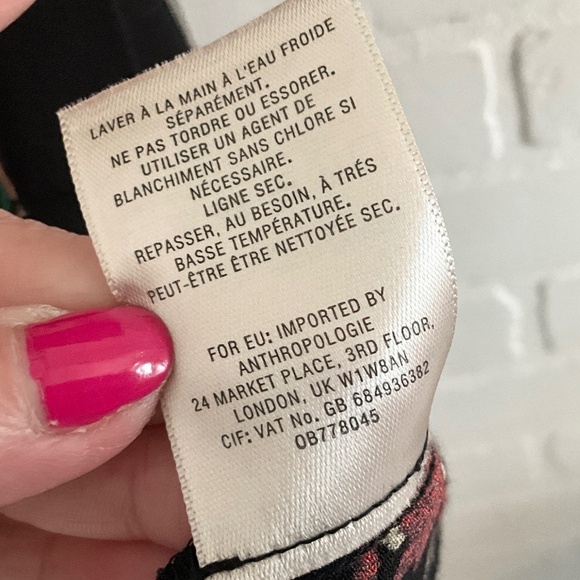 LAVER À LA MAIN À L'EAU FROIDE
SÉPARÉMENT.
NE PAS TORDRE OU ESSORER.
UTILISER UN AGENT DE
BLANCHIMENT SANS CHLORE SI
NÉCESSAIRE.
LIGNE SEC.
REPASSER, AU BESOIN, À TRÉS
BASSE TEMPÉRATURE.
PEUT-ÊTRE ÊTRE NETTOYÉE SEC.
FOR EU: IMPORTED BY
ANTHROPOLOGIE
24 MARKET PLACE, 3RD FLOOR,
LONDON, UK W1W8AN
CIF: VAT No. GB 684936382
OB778045